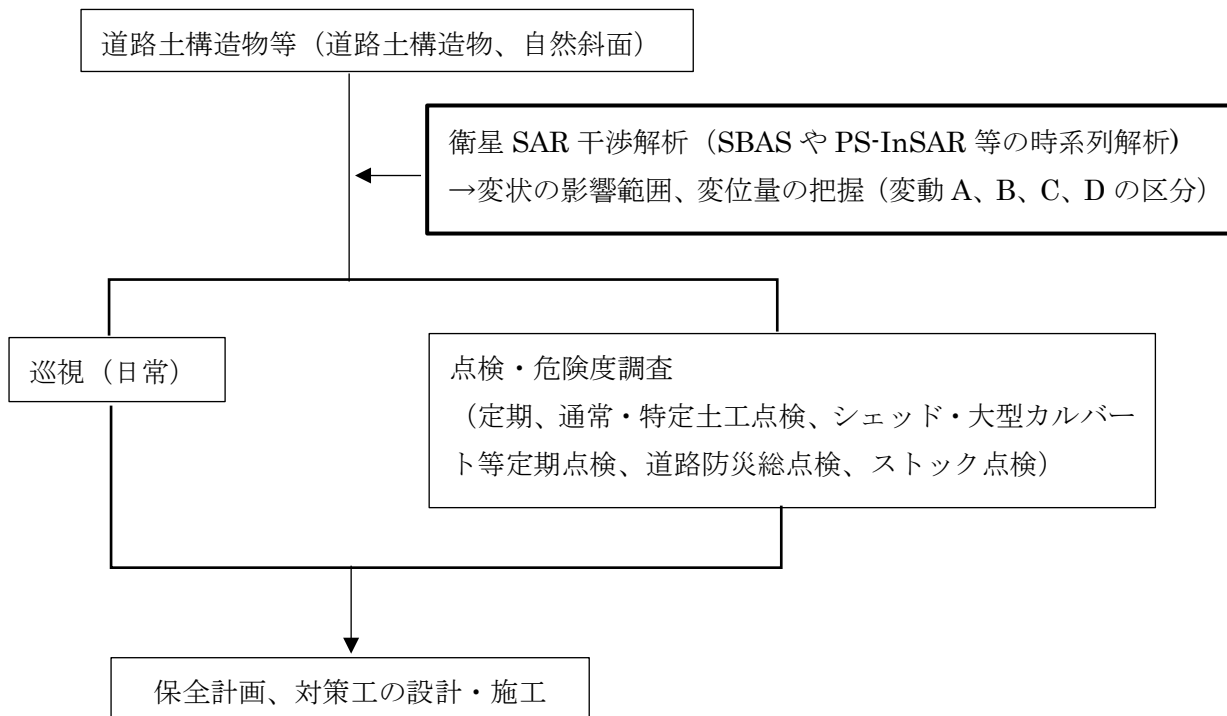 道路土構造物等（道路土構造物、自然斜面）
衛星 SAR 干渉解析（SBAS や PS-InSAR 等の時系列解析)
→変状の影響範囲、変位量の把握（変動 A、B、C、D の区分）
巡視（日常）
点検・危険度調査
（定期、通常・特定土工点検、シェッド・大型カルバー
ト等定期点検、道路防災総点検、ストック点検）
保全計画、対策工の設計・施工